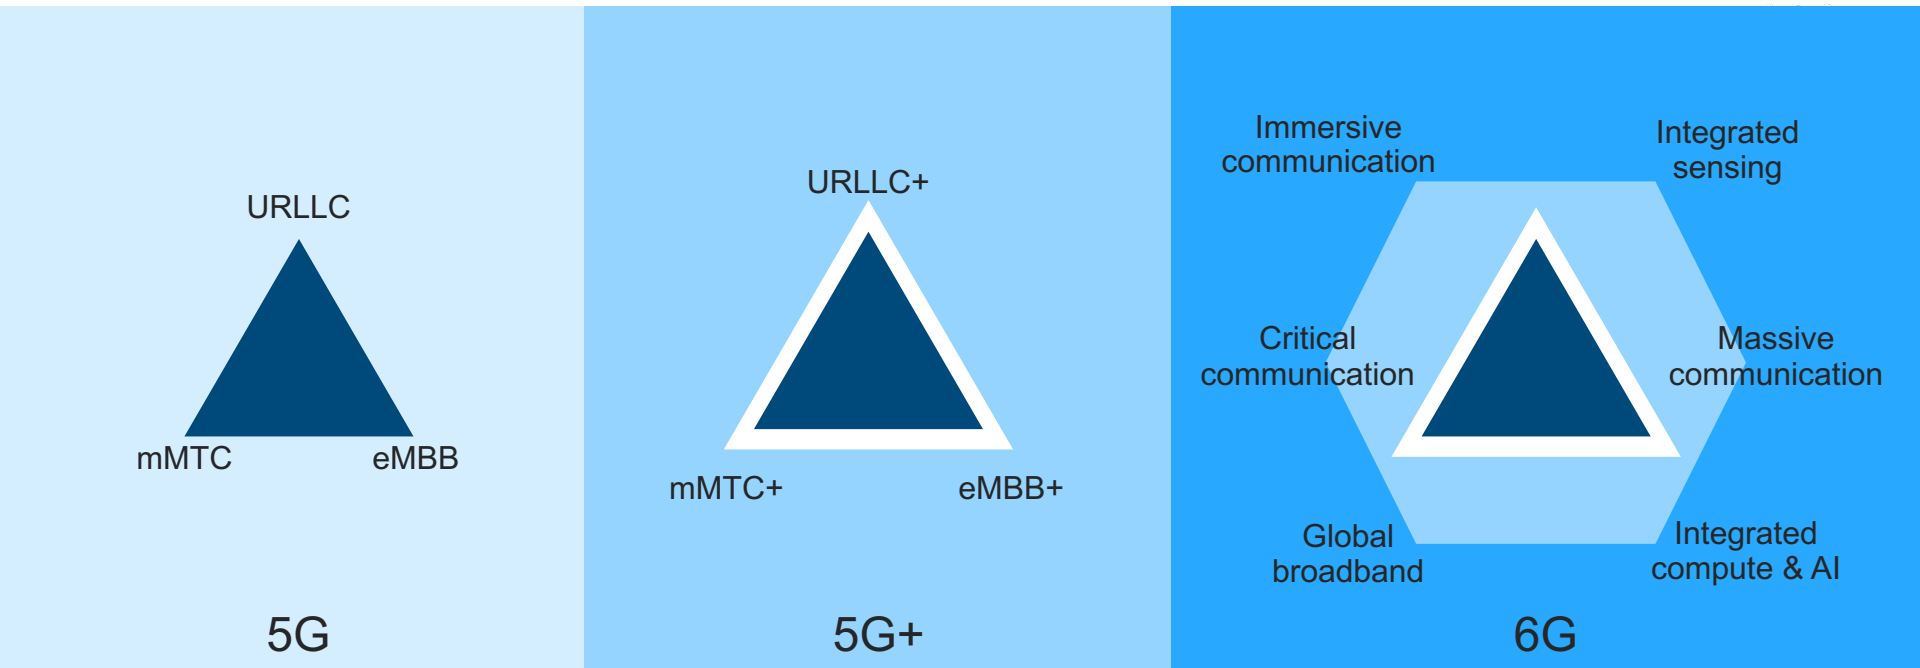 URLLC
mMTC
eMBB
5G
URLLC+
mMTC+
eMBB+
5G+
Immersive
communication
Integrated
sensing
Critical
communication
Massive
communication
Global
broadband
Integrated
compute & AI
6G